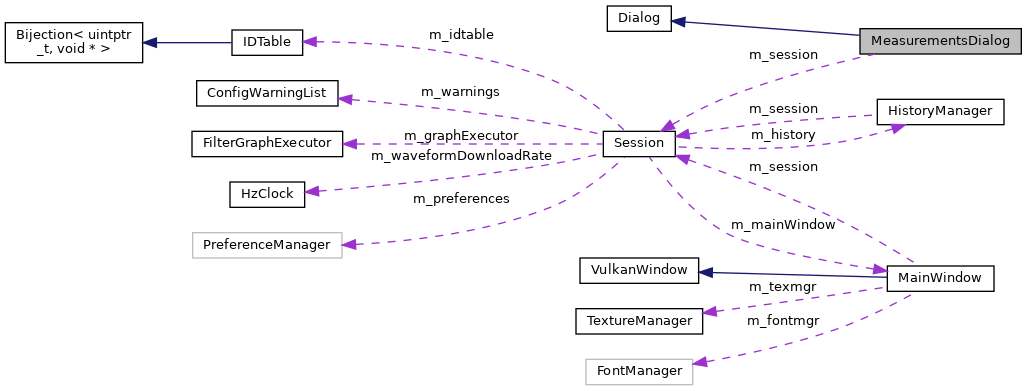 Dialog
Bijection< uintptr
_t, void * >
IDTable
m_idtable
MeasurementsDialog
m_session
ConfigWarningList
m_warnings
m_session
HistoryManager
FilterGraphExecutor
m_graphExecutor
Session
m_history
m_waveformDownloadRate
m_session
HzClock
m_preferences
m_mainWindow
PreferenceManager
VulkanWindow
MainWindow
m_texmgr
TextureManager
m_fontmgr
FontManager